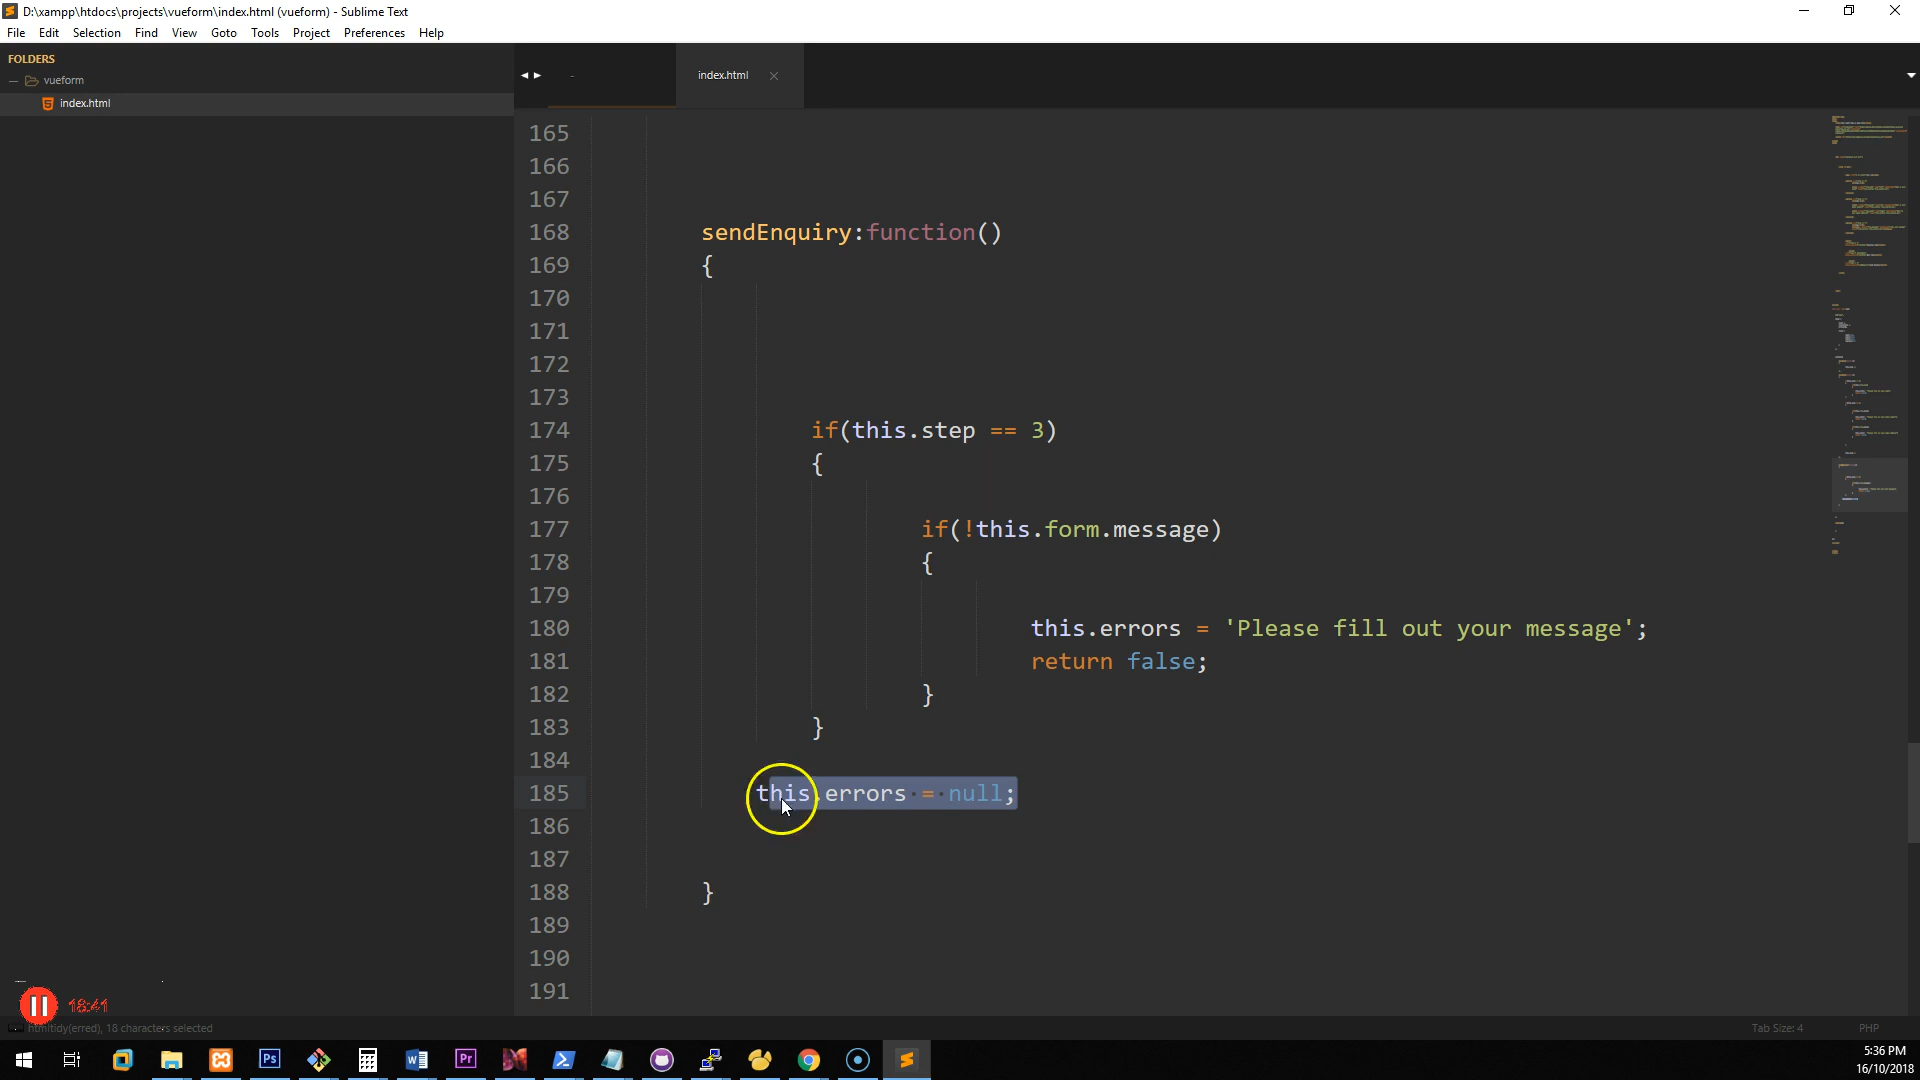 D:\xampp\htdocs\projects\vueform\index.html (vueform) - Sublime Text
File Edit Selection Find View Goto Tools Project Preferences Help
FOLDERS
vueform
index.html
index.html
165
166
167
168 sendEnquiry:function()
169 {
170
171
172
173
174 if(this.step == 3)
175 {
176
177 if(!this.form.message)
178 {
179
180 this.errors = 'Please fill out your message';
181 return false;
182 }
183 }
184
185 this.errors = null;
186
187
188 }
189
190
191
18:41
htmltidy(erred), 18 characters selected
Tab Size: 4 PHP
Ps Pr
5:36 PM
16/10/2018